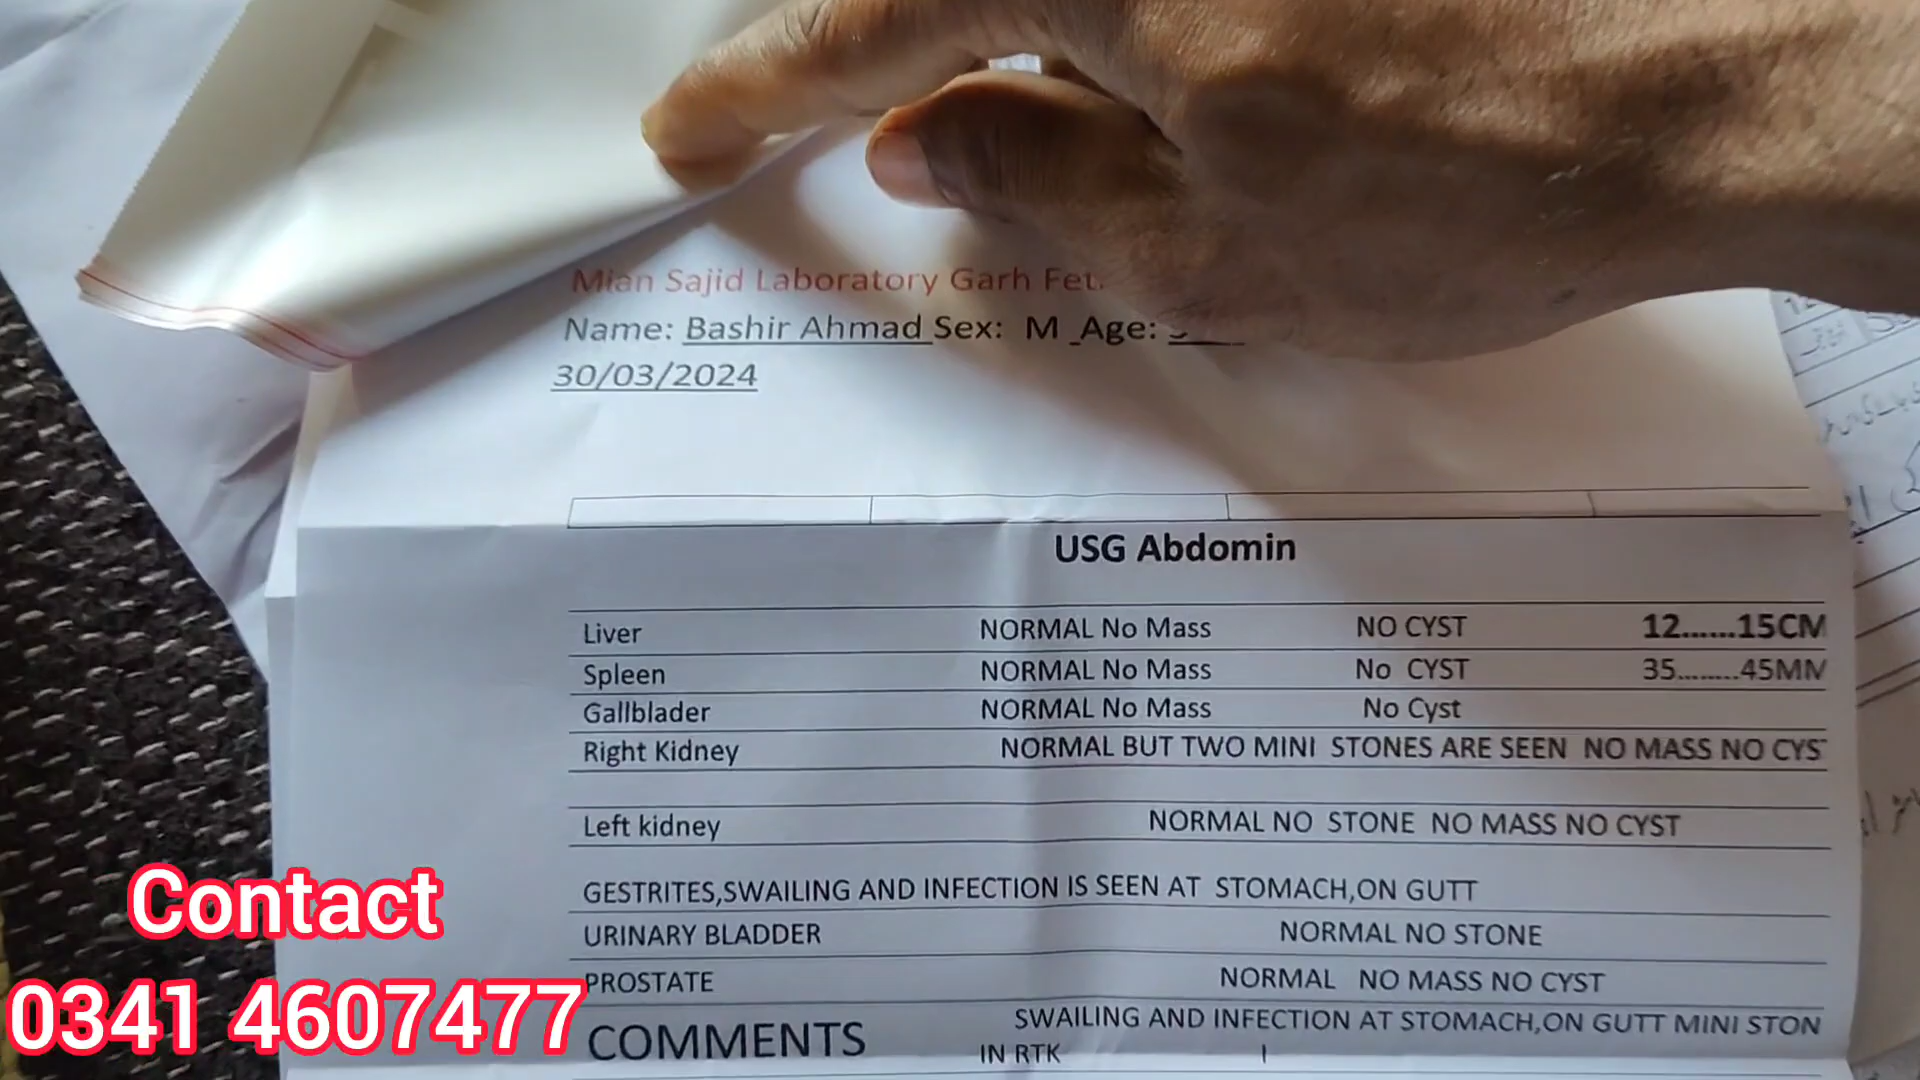 Mian Sajid Laboratory Garh
Name: Bashir Ahmad Sex: M _Age:
30/03/2024
USG Abdomin
Liver NORMAL No Mass NO CYST 12......15CM
Spleen NORMAL No Mass No CYST 35........45MM
Gallblader NORMAL No Mass No Cyst
Right Kidney NORMAL BUT TWO MINI STONES ARE SEEN NO MASS NO CYS
Left kidney NORMAL NO STONE NO MASS NO CYST
GESTRITES,SWAILING AND INFECTION IS SEEN AT STOMACH,ON GUTT
URINARY BLADDER NORMAL NO STONE
PROSTATE NORMAL NO MASS NO CYST
COMMENTS SWAILING AND INFECTION AT STOMACH,ON GUTT MINI STON
IN RTK
Contact
0341 4607477